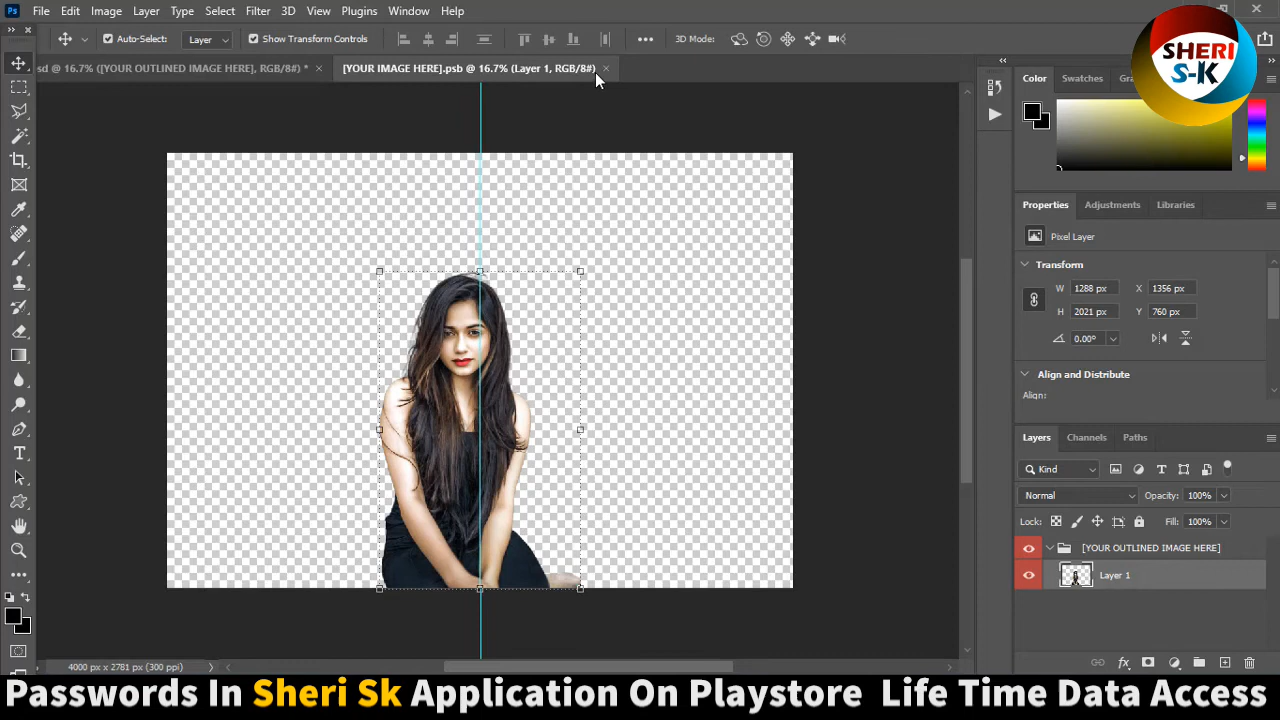 Ps File Edit Image Layer Type Select Filter 3D View Plugins Window Help
Auto-Select: Layer Show Transform Controls ••• 3D Mode:
sd @ 16.7% ([YOUR OUTLINED IMAGE HERE], RGB/8#) * ×
[YOUR IMAGE HERE].psb @ 16.7% (Layer 1, RGB/8#) ×
SHERI
S-K
Color Swatches Gra
Properties Adjustments Libraries
Pixel Layer
Transform
W 1288 px X 1356 px
H 2021 px Y 760 px
0.00°
Align and Distribute
Align:
Layers Channels Paths
Kind
Normal Opacity: 100%
Lock: Fill: 100%
[YOUR OUTLINED IMAGE HERE]
Layer 1
4000 px x 2781 px (300 ppi)
Passwords In Sheri Sk Application On Playstore Life Time Data Access